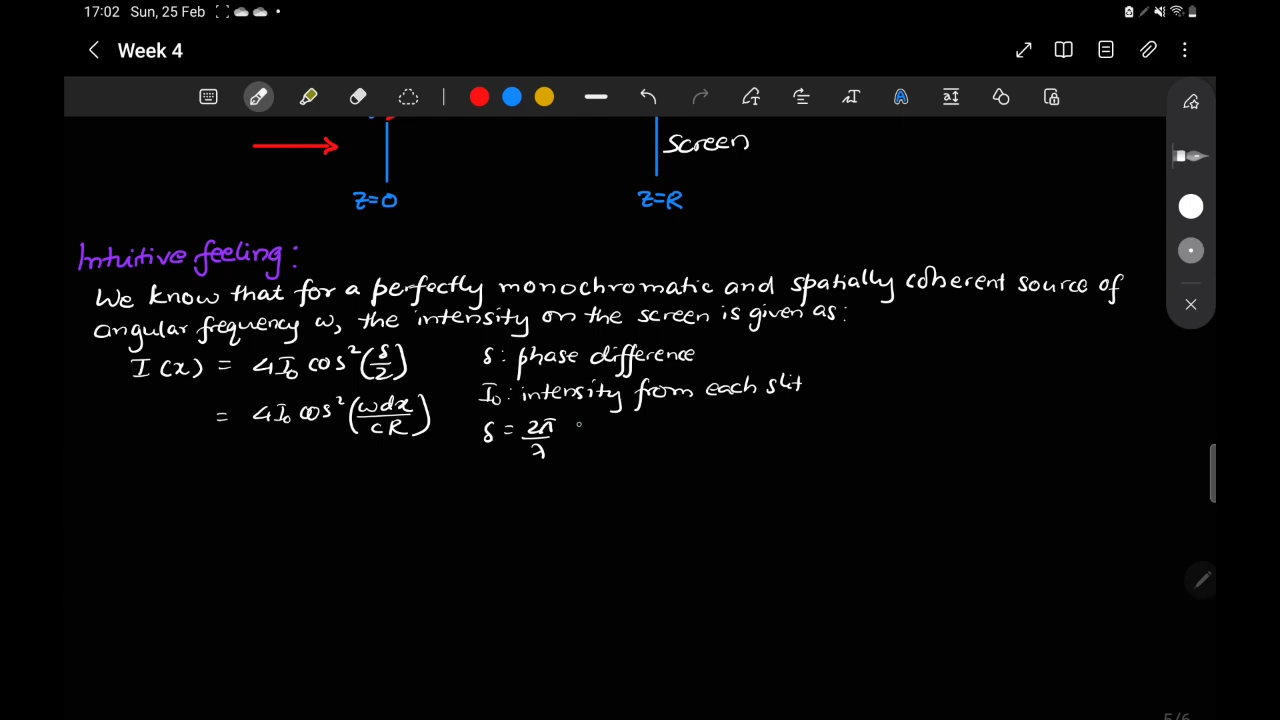 17:02 Sun, 25 Feb
Week 4
Screen
z=0
z=R
Intuitive feeling:
We know that for a perfectly monochromatic and spatially coherent source of
angular frequency ω, the intensity on the screen is given as:
I(x) = 4I₀ cos²(δ/2)
δ: phase difference
I₀: intensity from each slit
= 4I₀ cos²(ωdx/cR)
δ = 2π/λ
5/6